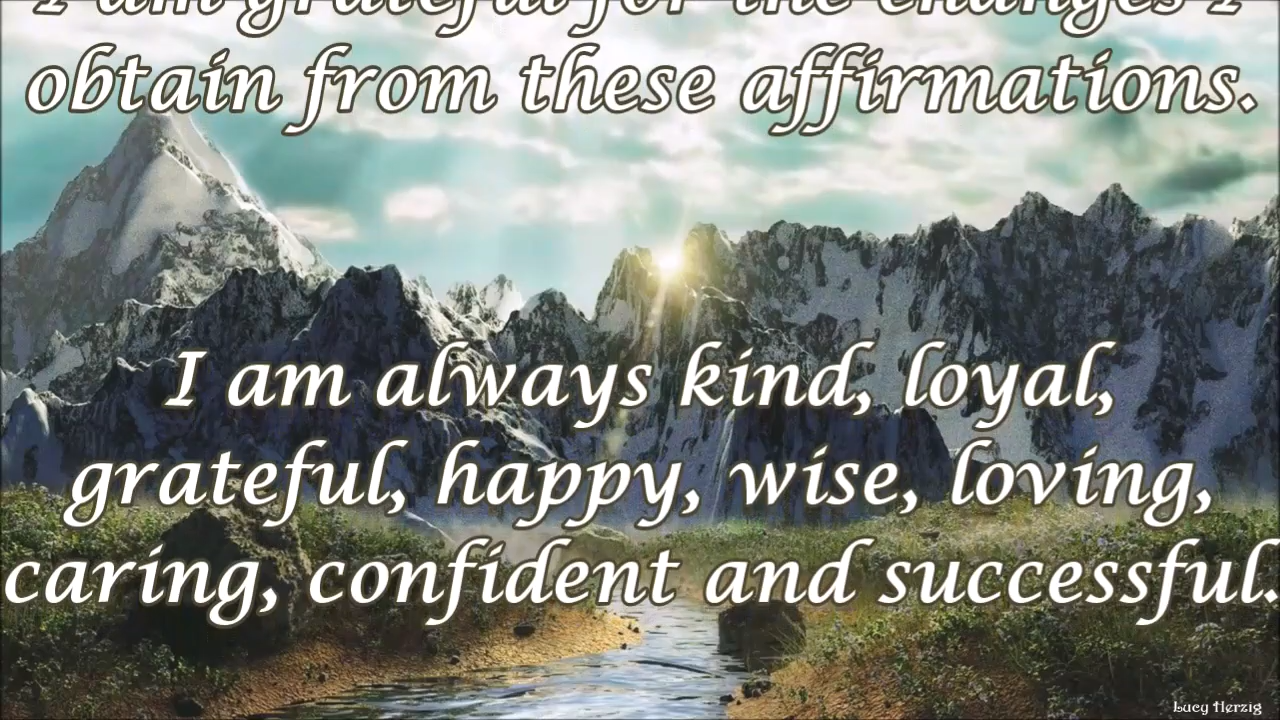 I am grateful for the changes I
obtain from these affirmations.
I am always kind, loyal,
grateful, happy, wise, loving,
caring, confident and successful.
Lucy Herzig